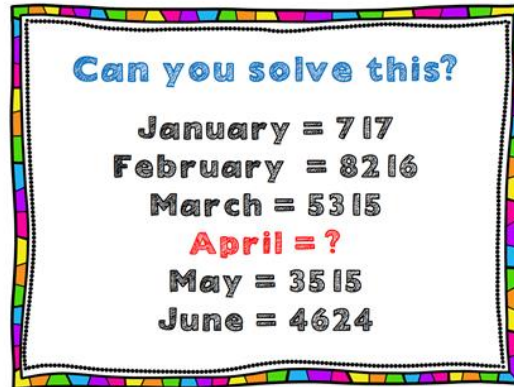 Can you solve this?
January = 717
February = 8216
March = 5315
April = ?
May = 3515
June = 4624